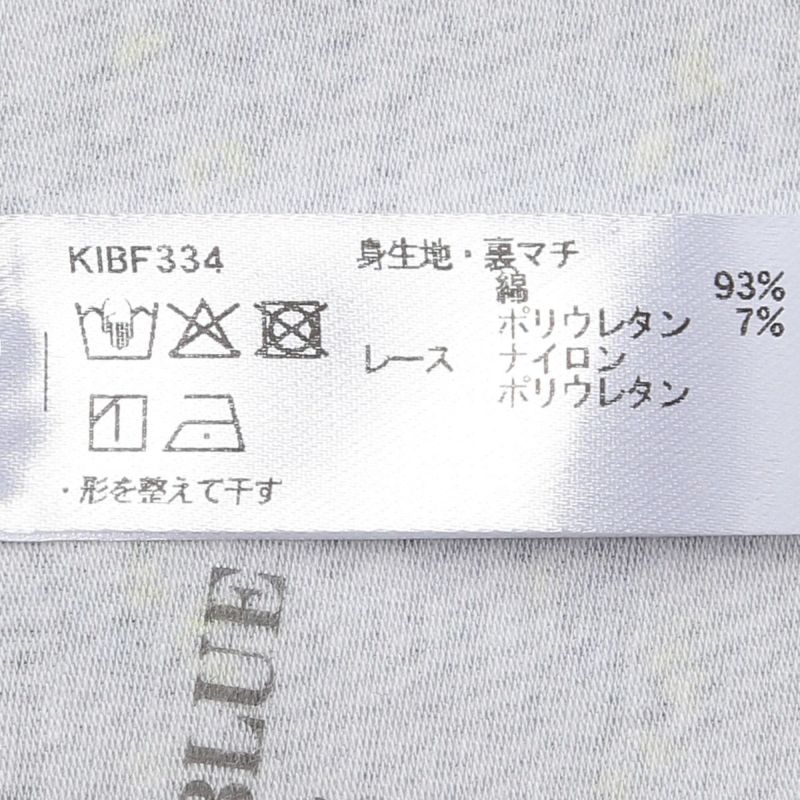 KIBF334
身生地・裏マチ
綿 93%
ポリウレタン 7%
レース ナイロン
ポリウレタン
・形を整えて干す
BLUE